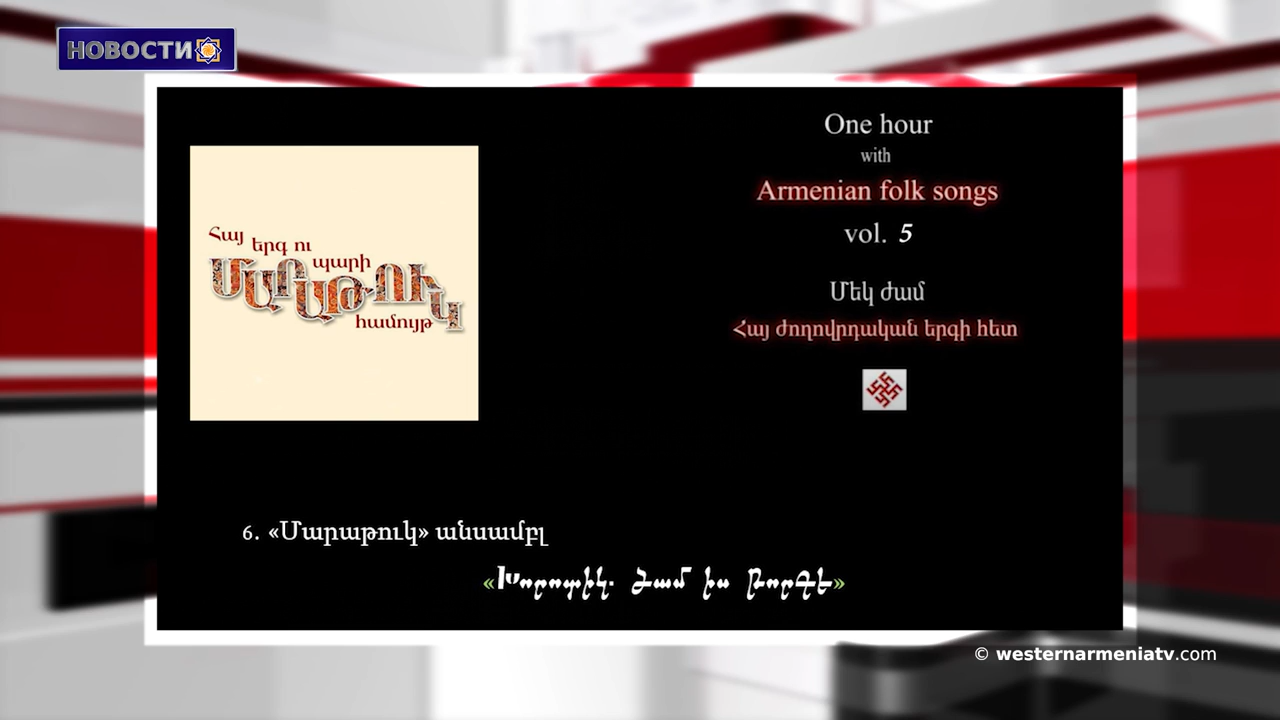 НОВОСТИ
One hour
with
Armenian folk songs
vol. 5
Մեկ ժամ
Հայ ժողովրդական երգի հետ
Հայ
երգ ու
պարի
ՄԱՐԱԹՈՒԿ
համույթ
6. «Մարաթուկ» անսամբլ
© westernarmeniatv.com